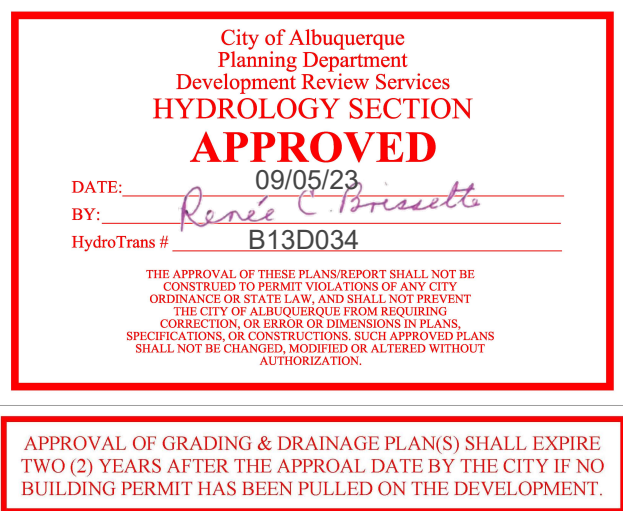 City of Albuquerque
Planning Department
Development Review Services
HYDROLOGY SECTION
APPROVED
DATE: 09/05/23
BY: Renée C. Brissette
HydroTrans # B13D034
THE APPROVAL OF THESE PLANS/REPORT SHALL NOT BE
CONSTRUED TO PERMIT VIOLATIONS OF ANY CITY
ORDINANCE OR STATE LAW, AND SHALL NOT PREVENT
THE CITY OF ALBUQUERQUE FROM REQUIRING
CORRECTION, OR ERROR OR DIMENSIONS IN PLANS,
SPECIFICATIONS, OR CONSTRUCTIONS. SUCH APPROVED PLANS
SHALL NOT BE CHANGED, MODIFIED OR ALTERED WITHOUT
AUTHORIZATION.
APPROVAL OF GRADING & DRAINAGE PLAN(S) SHALL EXPIRE
TWO (2) YEARS AFTER THE APPROAL DATE BY THE CITY IF NO
BUILDING PERMIT HAS BEEN PULLED ON THE DEVELOPMENT.